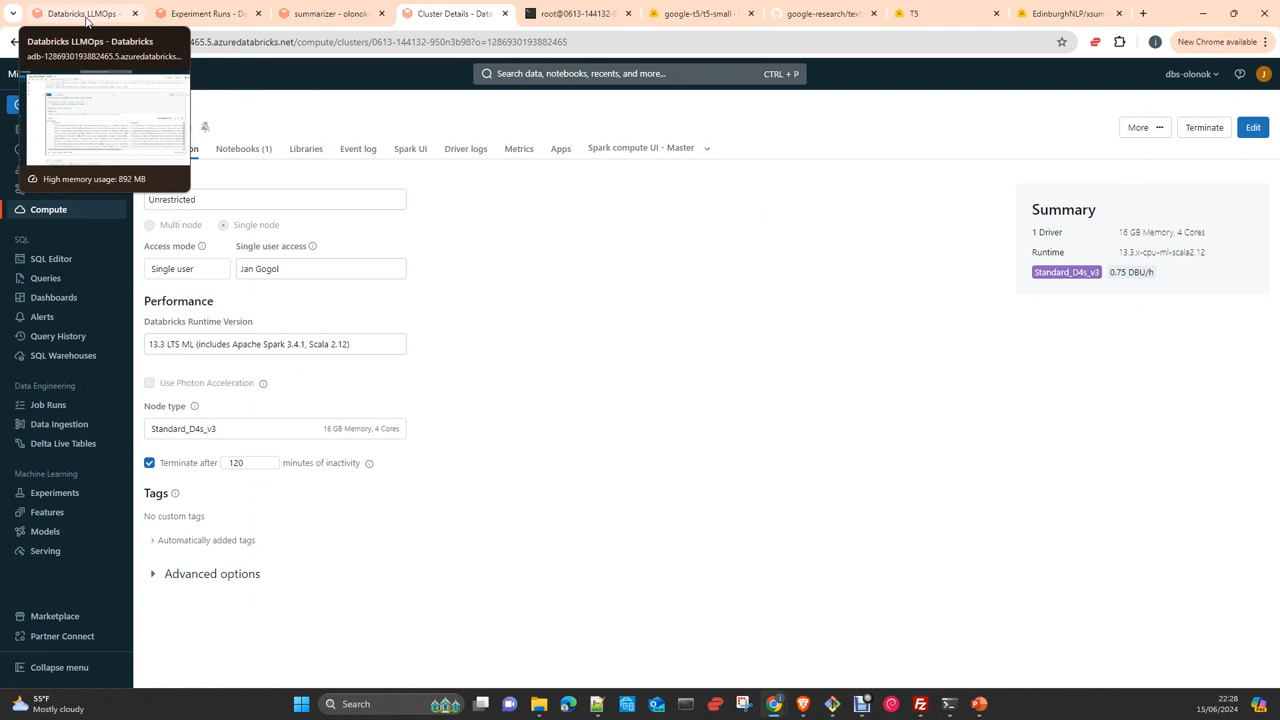 Databricks LLMOps -
Experiment Runs - Da
summarizer - olonok
Cluster Details - Data
root@0613-144132-
google-t5/t5-small
google-research/text
T5
EdinburghNLP/xsum
465.5.azuredatabricks.net/compute/clusters/0613-144132-950n3b98?o=1286930193882465
New Chrome available
Databricks LLMOps - Databricks
adb-1286930193882465.5.azuredatabricks...
High memory usage: 892 MB
Mi
Search data, notebooks, recents, and more...
CTRL + P
dbs-olonok
J
More
Terminate
Edit
on
Notebooks (1)
Libraries
Event log
Spark UI
Driver logs
Metrics
Apps
Spark compute UI - Master
Unrestricted
Multi node
Single node
Access mode
Single user access
Single user
Jan Gogol
Performance
Databricks Runtime Version
13.3 LTS ML (includes Apache Spark 3.4.1, Scala 2.12)
Use Photon Acceleration
Node type
Standard_D4s_v3
16 GB Memory, 4 Cores
Terminate after
120
minutes of inactivity
Tags
No custom tags
Automatically added tags
Advanced options
Summary
1 Driver
16 GB Memory, 4 Cores
Runtime
13.3.x-cpu-ml-scala2.12
Standard_D4s_v3
0.75 DBU/h
Compute
SQL
SQL Editor
Queries
Dashboards
Alerts
Query History
SQL Warehouses
Data Engineering
Job Runs
Data Ingestion
Delta Live Tables
Machine Learning
Experiments
Features
Models
Serving
Marketplace
Partner Connect
Collapse menu
55°F
Mostly cloudy
Search
22:28
15/06/2024